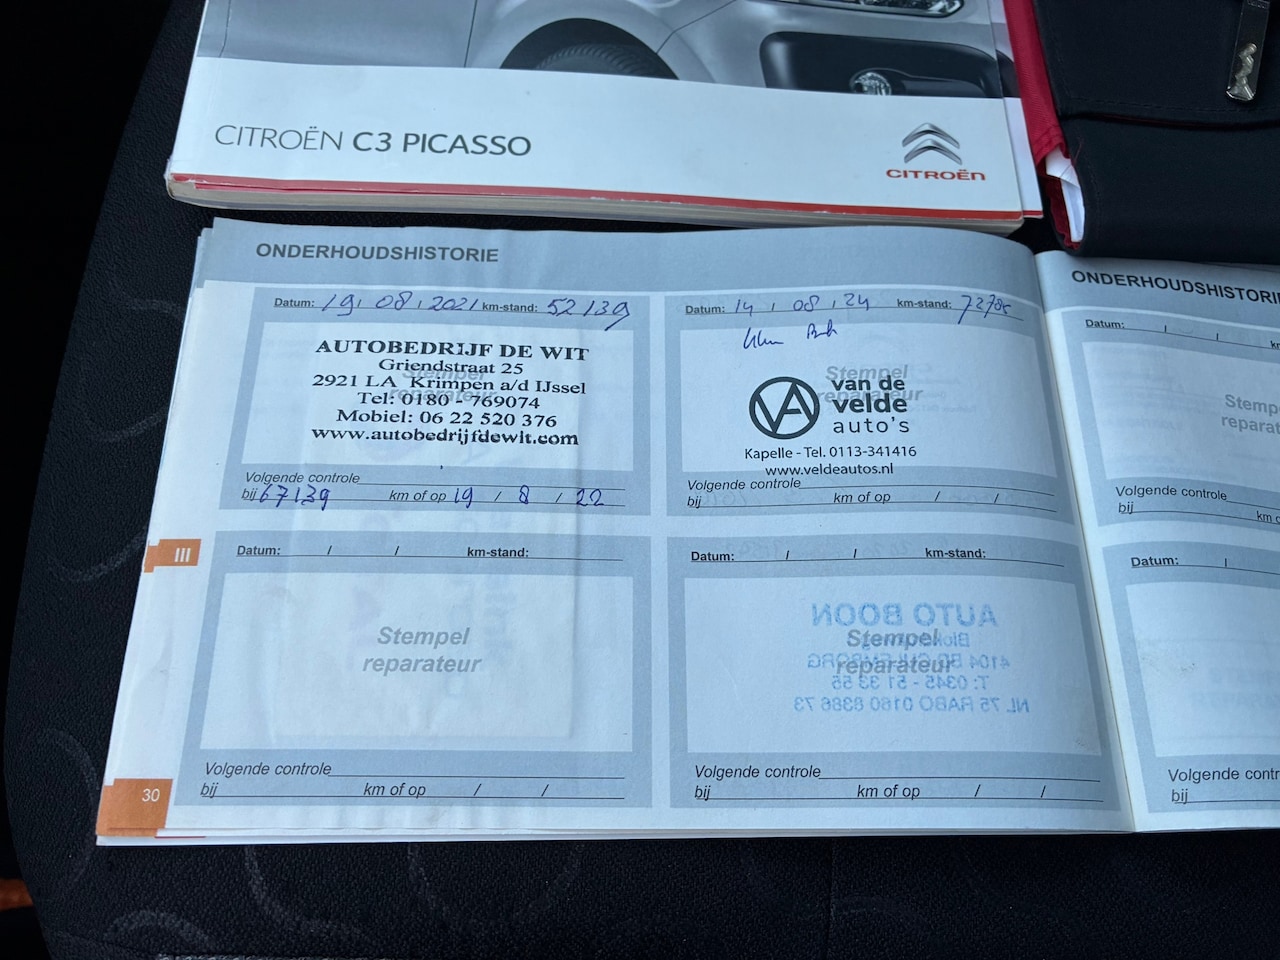 CITROËN C3 PICASSO
CITROËN
ONDERHOUDSHISTORIE
Datum: 19 / 08 / 2021 km-stand: 52139
AUTOBEDRIJF DE WIT
Griendstraat 25
2921 LA Krimpen a/d IJssel
Tel: 0180 - 769074
Mobiel: 06 22 520 376
www.autobedrijfdewit.com
Stempel
reparateur
Volgende controle
bij 67139 km of op 19 / 8 / 22
Datum: 14 / 08 / 24 km-stand:
Stempel
reparateur
VA van de
velde
auto's
Kapelle - Tel. 0113-341416
www.veldeautos.nl
Volgende controle
bij km of op / /
III
Datum: / / km-stand:
Stempel
reparateur
Volgende controle
bij km of op / /
Datum: / / km-stand:
AUTO BOON
Stempel
reparateur
T: 0345 - 51 33 55
NL 75 RABO 0160 8386 73
Volgende controle
bij km of op / /
30
ONDERHOUDSHISTORIE
Datum: / /
Stemp
reparat
Volgende controle
bij km
Datum: /
Volgende contr
bij